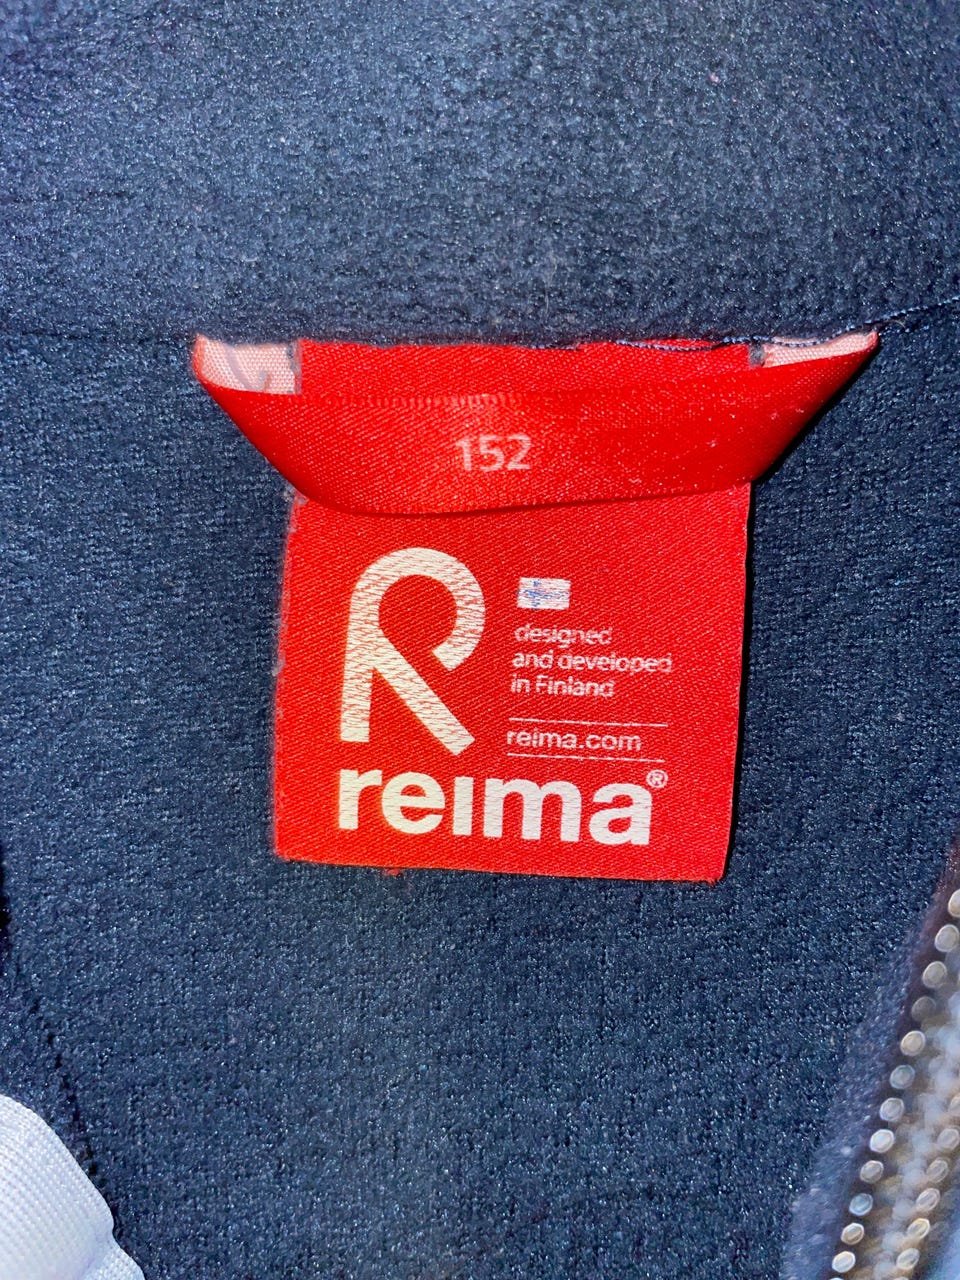 152
designed
and developed
in Finland
reima.com
reima®